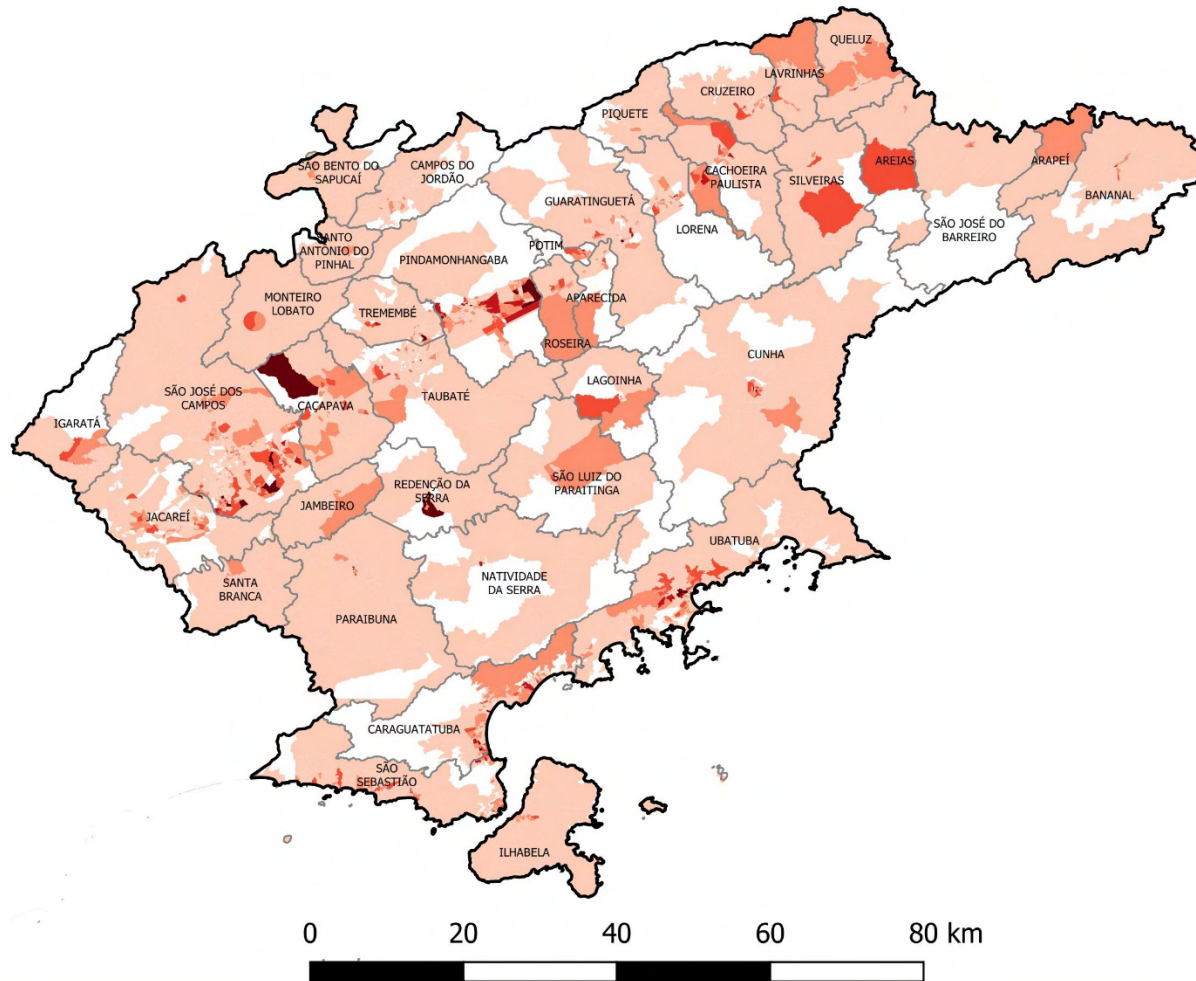 QUELUZ
LAVRINHAS
CRUZEIRO
PIQUETE
SÃO BENTO DO
SAPUCAÍ
CAMPOS DO
JORDÃO
CACHOEIRA
PAULISTA
SILVEIRAS
AREIAS
ARAPEÍ
BANANAL
GUARATINGUETÁ
LORENA
SÃO JOSÉ DO
BARREIRO
SANTO
ANTÔNIO DO
PINHAL
PINDAMONHANGABA
POTIM
MONTEIRO
LOBATO
TREMEMBÉ
APARECIDA
ROSEIRA
CUNHA
LAGOINHA
SÃO JOSÉ DOS
CAMPOS
CAÇAPAVA
TAUBATÉ
IGARATÁ
REDENÇÃO DA
SERRA
SÃO LUIZ DO
PARAITINGA
JAMBEIRO
JACAREÍ
UBATUBA
SANTA
BRANCA
NATIVIDADE
DA SERRA
PARAIBUNA
CARAGUATATUBA
SÃO
SEBASTIÃO
ILHABELA
0 20 40 60 80 km